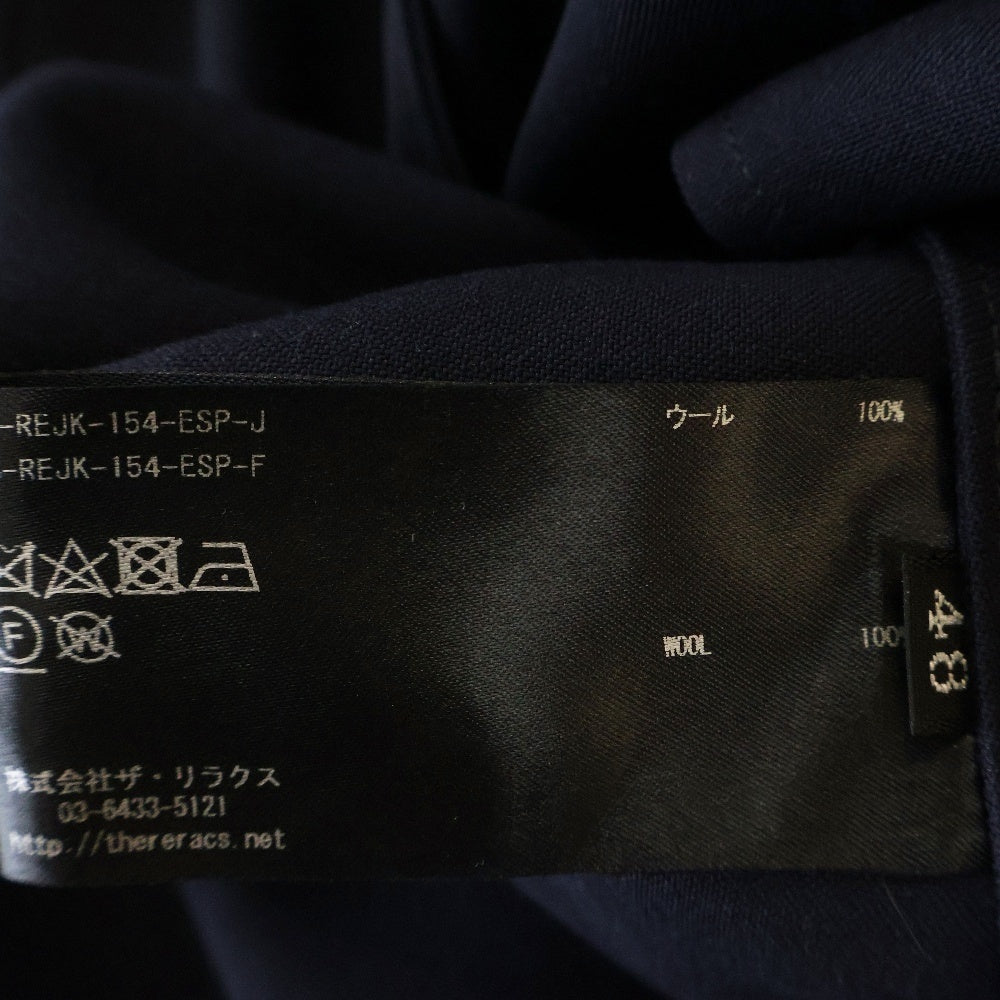 -REJK-154-ESP-J
-REJK-154-ESP-F
ウール 100%
WOOL 100%
48
F
W
株式会社ザ・リラクス
03-6433-5121
http://thereracs.net